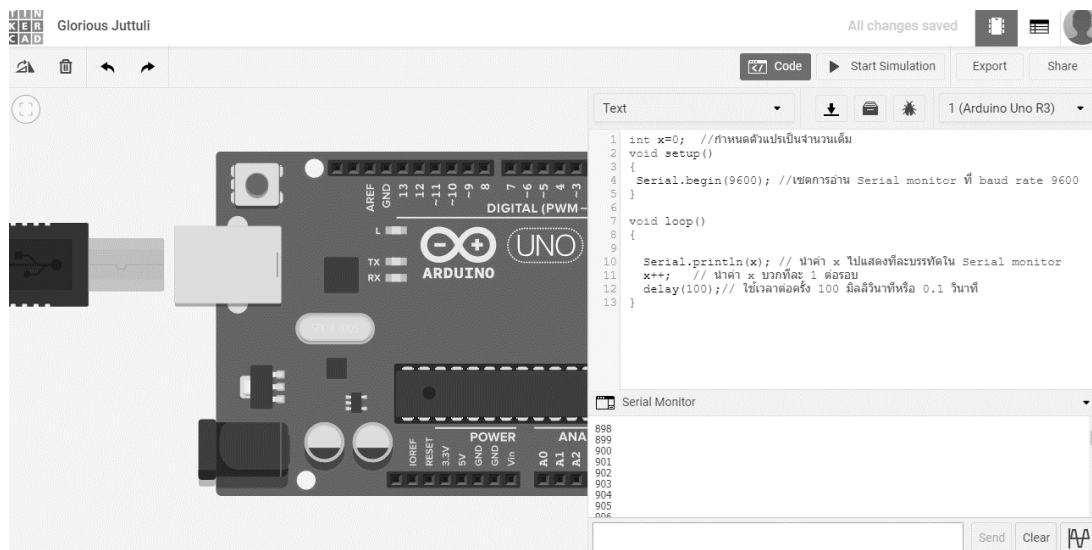 TIN
KER
CAD
Glorious Juttuli
All changes saved
Code
Start Simulation
Export
Share
Text
1 (Arduino Uno R3)
1 int x=0; //กำหนดตัวแปรเป็นจำนวนเต็ม
2 void setup()
3 {
4 Serial.begin(9600); //เซตการอ่าน Serial monitor ที่ baud rate 9600
5 }
6
7 void loop()
8 {
9
10 Serial.println(x); // นำค่า x ไปแสดงทีละบรรทัดใน Serial monitor
11 x++; // นำค่า x บวกทีละ 1 ต่อรอบ
12 delay(100);// ใช้เวลาต่อครั้ง 100 มิลลิวินาทีหรือ 0.1 วินาที
13 }
AREF
GND
13
12
~11
~10
~9
8
7
~6
~5
4
~3
DIGITAL (PWM~
L
TX
RX
UNO
ARDUINO
IOREF
RESET
3.3V
5V
GND
GND
Vin
POWER
A0
A1
A2
ANA
Serial Monitor
898
899
900
901
902
903
904
905
906
Send
Clear